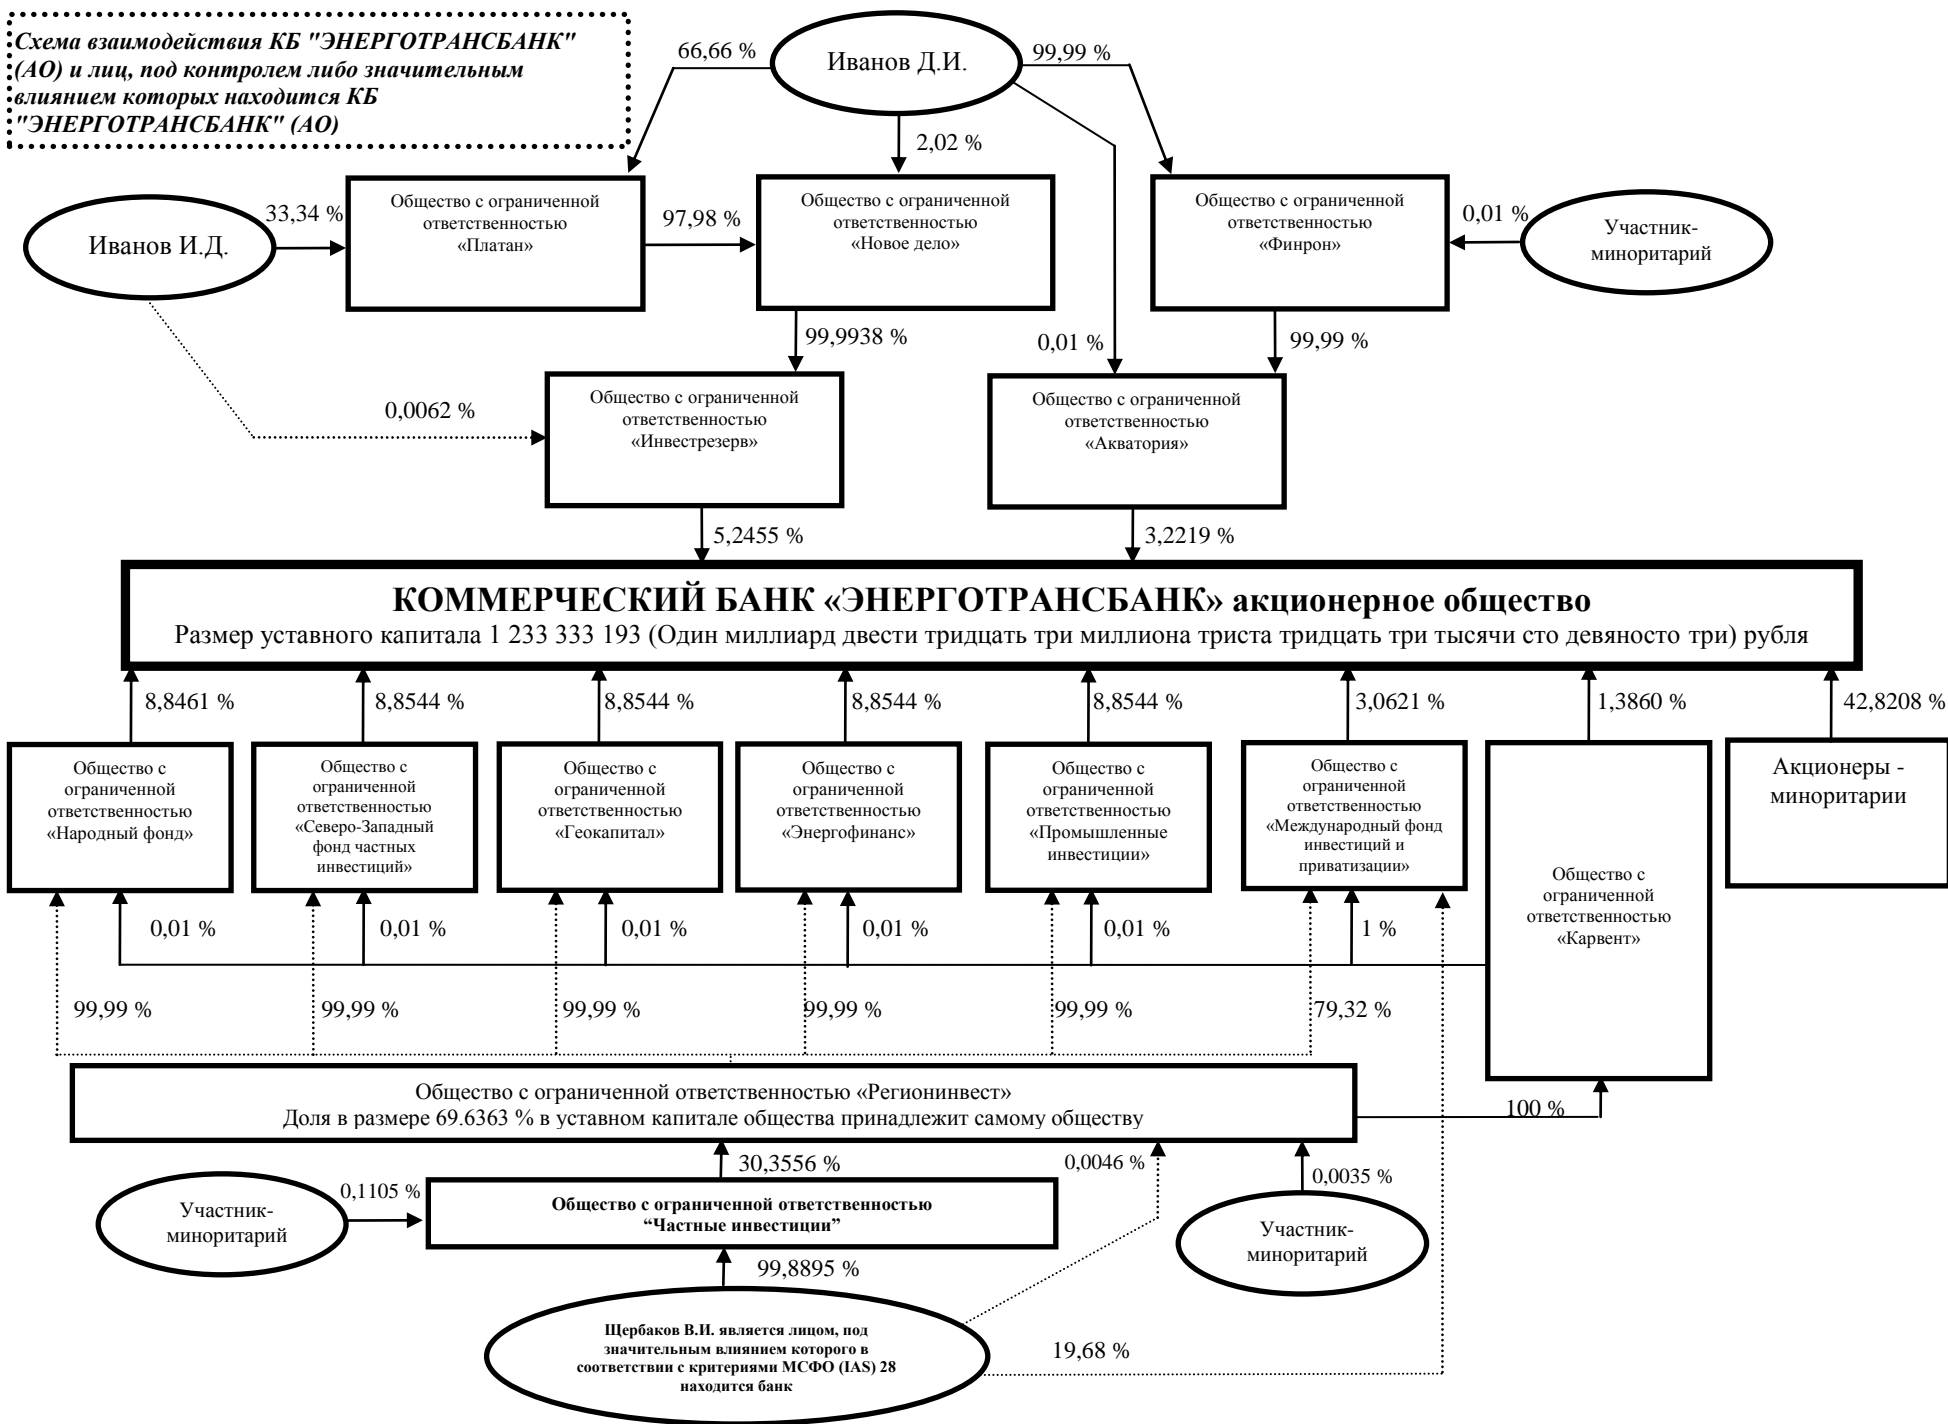 Схема взаимодействия КБ "ЭНЕРГОТРАНСБАНК"
(АО) и лиц, под контролем либо значительным
влиянием которых находится КБ
"ЭНЕРГОТРАНСБАНК" (АО)
66,66 %
Иванов Д.И.
99,99 %
2,02 %
Иванов И.Д.
33,34 %
Общество с ограниченной
ответственностью
«Платан»
97,98 %
Общество с ограниченной
ответственностью
«Новое дело»
Общество с ограниченной
ответственностью
«Финрон»
0,01 %
Участник-
миноритарий
99,9938 %
0,01 %
99,99 %
0,0062 %
Общество с ограниченной
ответственностью
«Инвестрезерв»
Общество с ограниченной
ответственностью
«Акватория»
5,2455 %
3,2219 %
КОММЕРЧЕСКИЙ БАНК «ЭНЕРГОТРАНСБАНК» акционерное общество
Размер уставного капитала 1 233 333 193 (Один миллиард двести тридцать три миллиона триста тридцать три тысячи сто девяносто три) рубля
8,8461 %
8,8544 %
8,8544 %
8,8544 %
8,8544 %
3,0621 %
1,3860 %
42,8208 %
Общество с
ограниченной
ответственностью
«Народный фонд»
Общество с
ограниченной
ответственностью
«Северо-Западный
фонд частных
инвестиций»
Общество с
ограниченной
ответственностью
«Геокапитал»
Общество с
ограниченной
ответственностью
«Энергофинанс»
Общество с
ограниченной
ответственностью
«Промышленные
инвестиции»
Общество с
ограниченной
ответственностью
«Международный фонд
инвестиций и
приватизации»
Общество с
ограниченной
ответственностью
«Карвент»
Акционеры -
миноритарии
0,01 %
0,01 %
0,01 %
0,01 %
0,01 %
1 %
99,99 %
99,99 %
99,99 %
99,99 %
99,99 %
79,32 %
Общество с ограниченной ответственностью «Регионинвест»
Доля в размере 69.6363 % в уставном капитале общества принадлежит самому обществу
100 %
30,3556 %
0,0046 %
0,0035 %
Участник-
миноритарий
0,1105 %
Общество с ограниченной ответственностью
“Частные инвестиции”
Участник-
миноритарий
99,8895 %
Щербаков В.И. является лицом, под
значительным влиянием которого в
соответствии с критериями МСФО (IAS) 28
находится банк
19,68 %